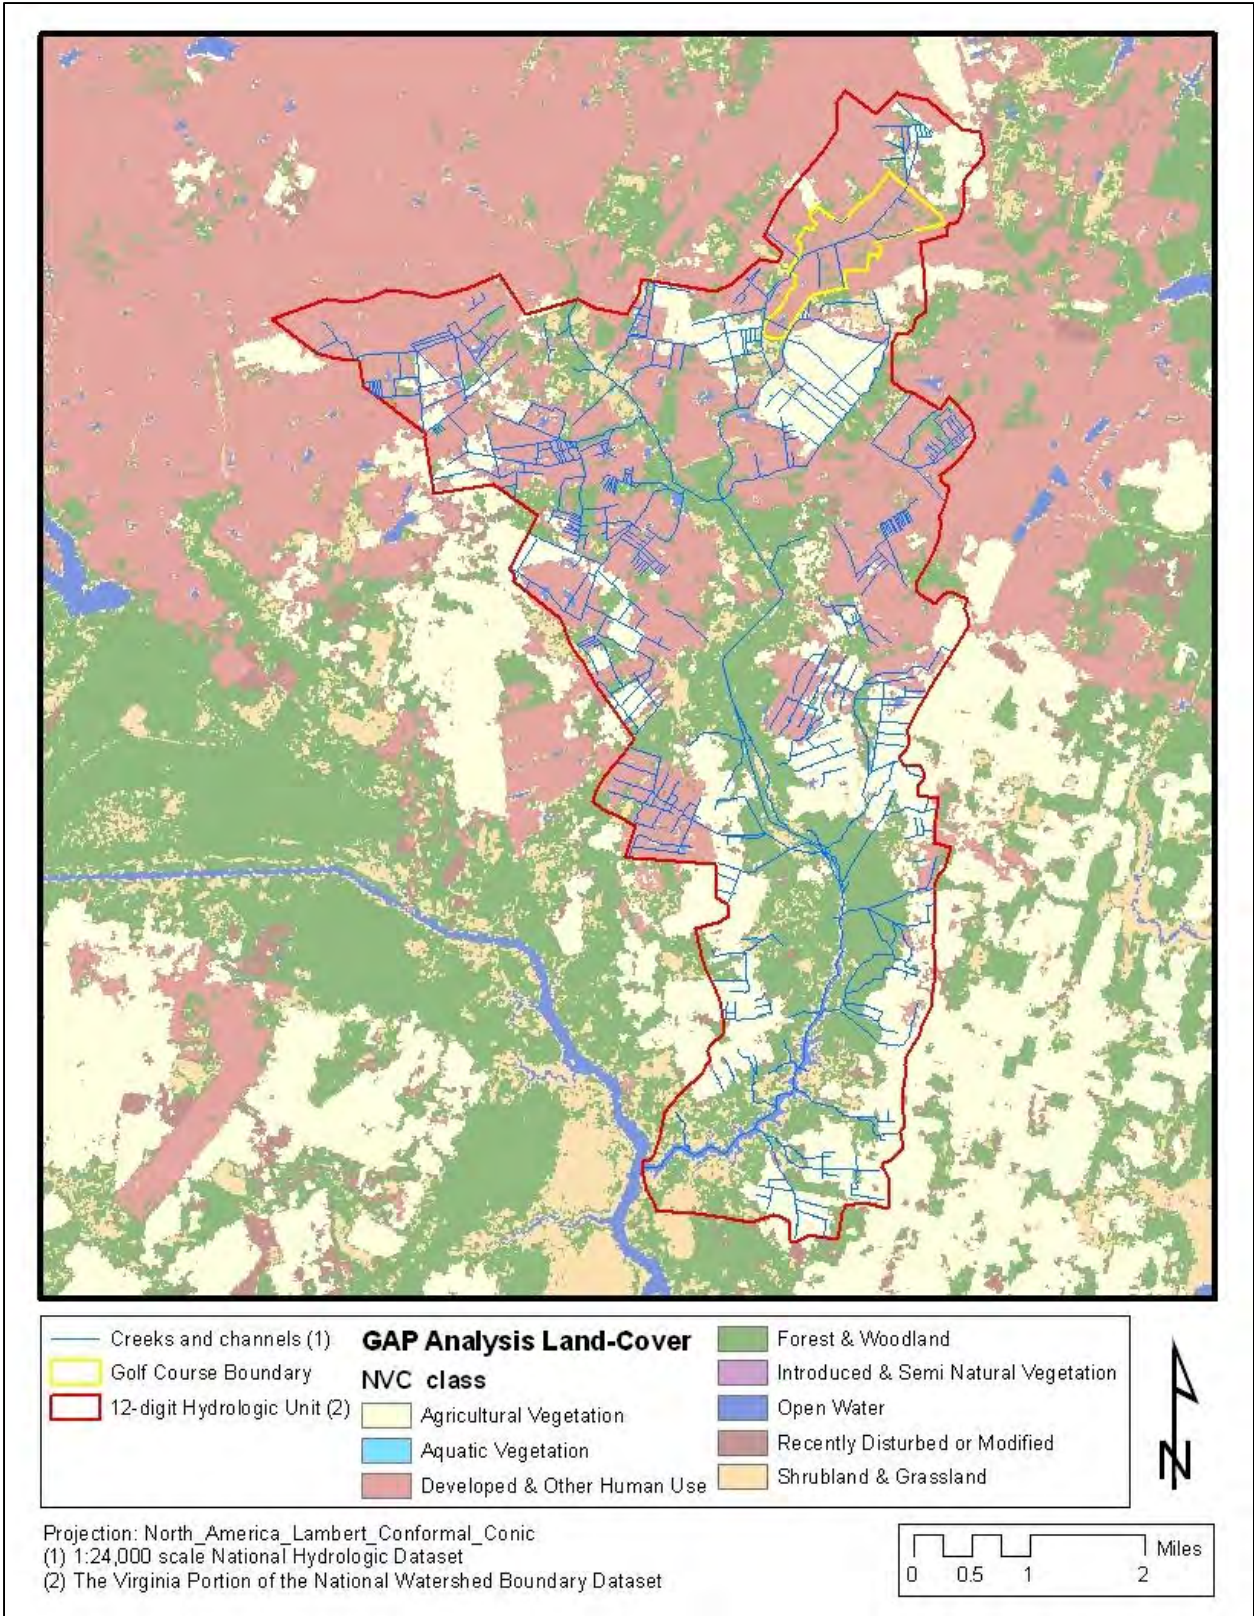 Creeks and channels (1)
Golf Course Boundary
12-digit Hydrologic Unit (2)
GAP Analysis Land-Cover
NVC class
Agricultural Vegetation
Aquatic Vegetation
Developed & Other Human Use
Forest & Woodland
Introduced & Semi Natural Vegetation
Open Water
Recently Disturbed or Modified
Shrubland & Grassland
N
Projection: North_America_Lambert_Conformal_Conic
(1) 1:24,000 scale National Hydrologic Dataset
(2) The Virginia Portion of the National Watershed Boundary Dataset
Miles
0 0.5 1 2